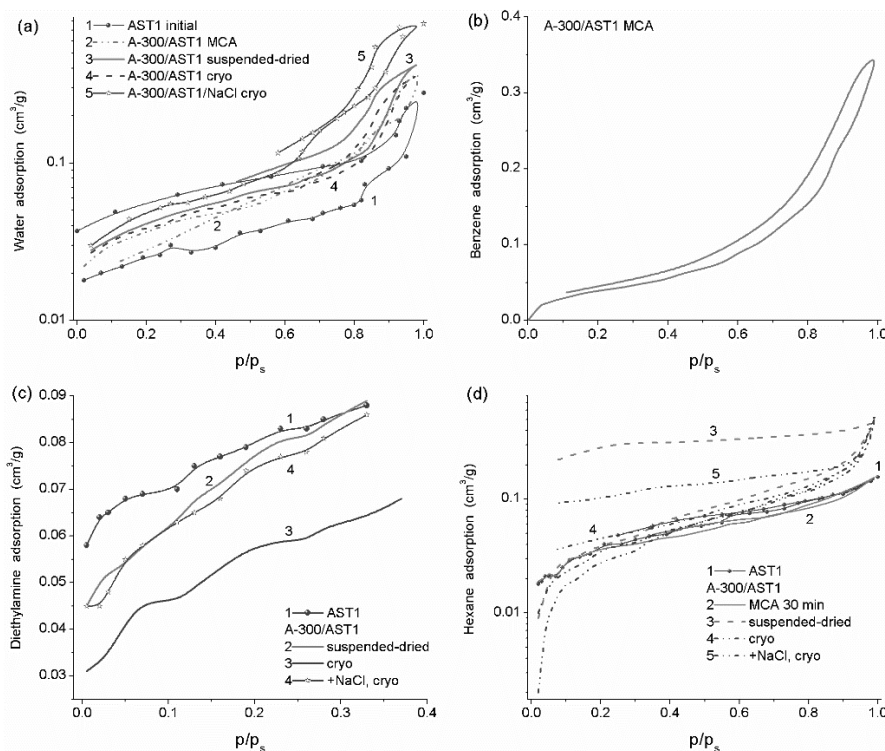 (a)
1 AST1 initial
2 A-300/AST1 MCA
3 A-300/AST1 suspended-dried
4 A-300/AST1 cryo
5 A-300/AST1/NaCl cryo
5
3
4
2
1
0.1
0.01
0.0 0.2 0.4 0.6 0.8 1.0
Water adsorption (cm³/g)
p/pₛ
(b)
A-300/AST1 MCA
0.4
0.3
0.2
0.1
0.0
0.0 0.2 0.4 0.6 0.8 1.0
Benzene adsorption (cm³/g)
p/pₛ
(c)
0.09
0.08
0.07
0.06
0.05
0.04
0.03
0.0 0.1 0.2 0.3 0.4
Diethylamine adsorption (cm³/g)
p/pₛ
1
2
4
3
1 AST1
A-300/AST1
2 suspended-dried
3 cryo
4 +NaCl, cryo
(d)
3
5
1
4
2
0.1
0.01
0.0 0.2 0.4 0.6 0.8 1.0
Hexane adsorption (cm³/g)
p/pₛ
1 AST1
A-300/AST1
2 MCA 30 min
3 suspended-dried
4 cryo
5 +NaCl, cryo